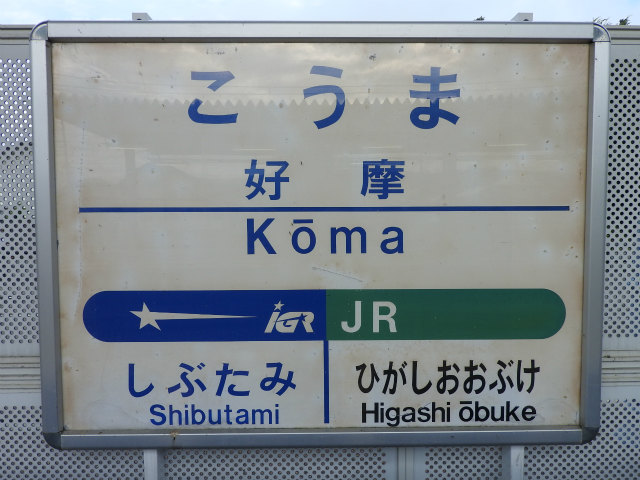 こうま
好摩
Kōma
IGR JR
しぶたみ ひがしおおぶけ
Shibutami Higashi ōbuke